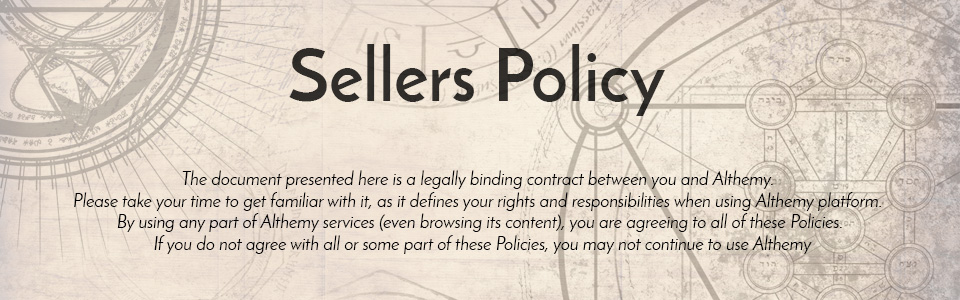 Sellers Policy
The document presented here is a legally binding contract between you and Althemy.
Please take your time to get familiar with it, as it defines your rights and responsibilities when using Althemy platform.
By using any part of Althemy services (even browsing its content), you are agreeing to all of these Policies.
If you do not agree with all or some part of these Policies, you may not continue to use Althemy